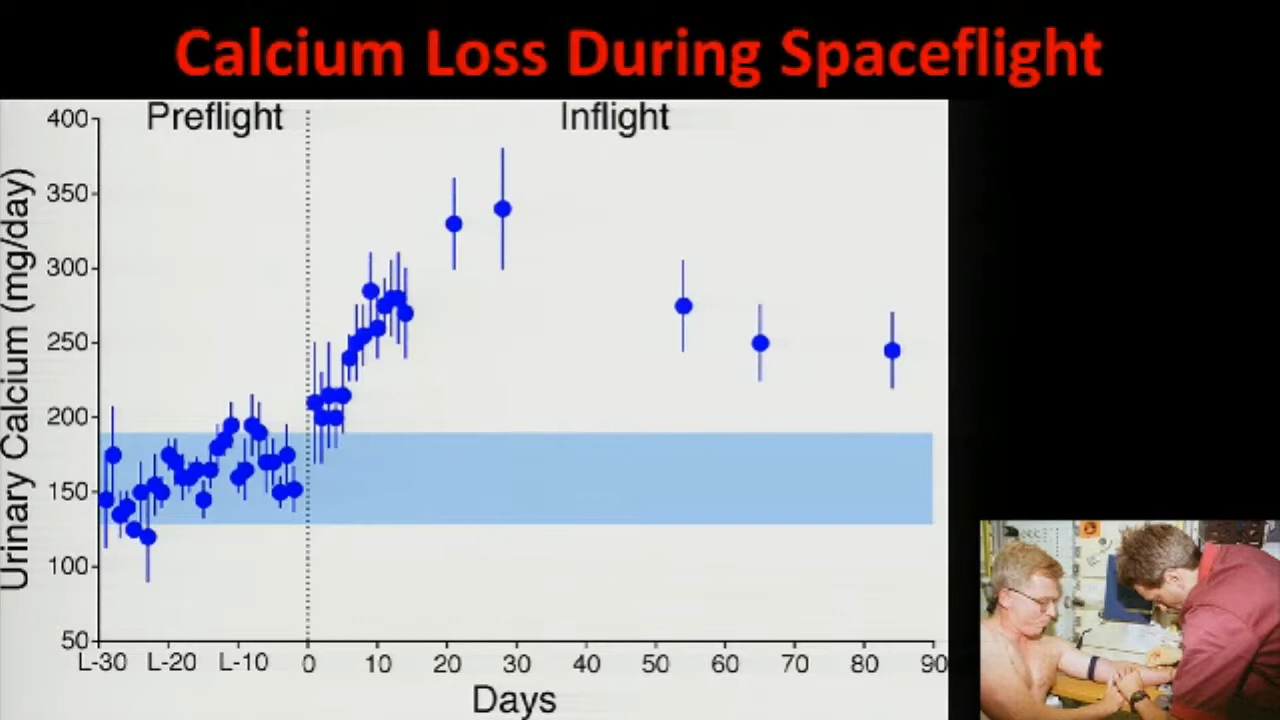 Calcium Loss During Spaceflight
Preflight
Inflight
400
350
300
250
200
150
100
50
Urinary Calcium (mg/day)
L-30 L-20 L-10 0 10 20 30 40 50 60 70 80 90
Days